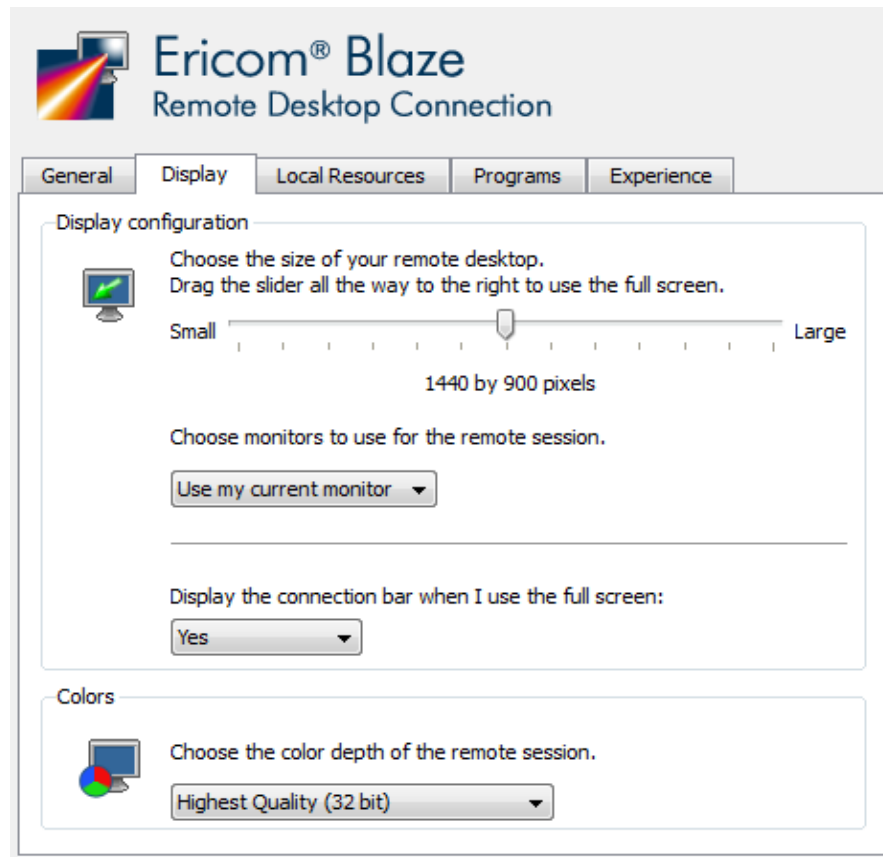 Ericom® Blaze
Remote Desktop Connection
General Display Local Resources Programs Experience
Display configuration
Choose the size of your remote desktop.
Drag the slider all the way to the right to use the full screen.
Small Large
1440 by 900 pixels
Choose monitors to use for the remote session.
Use my current monitor
Display the connection bar when I use the full screen:
Yes
Colors
Choose the color depth of the remote session.
Highest Quality (32 bit)